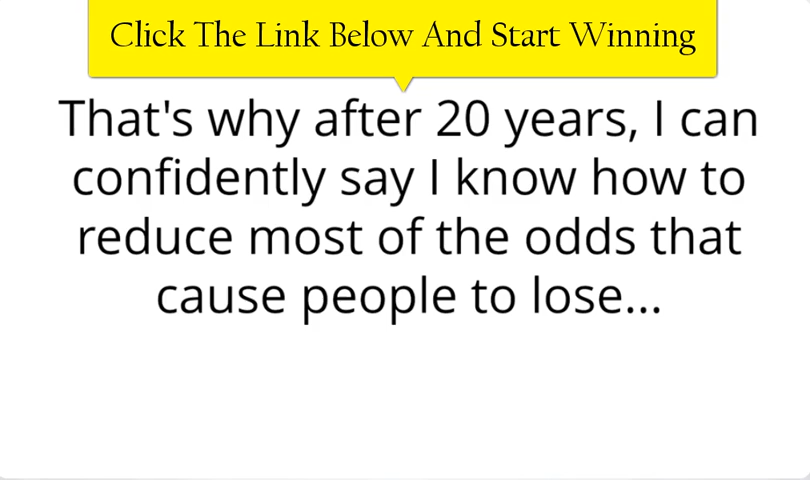 Click The Link Below And Start Winning
That's why after 20 years, I can
confidently say I know how to
reduce most of the odds that
cause people to lose...